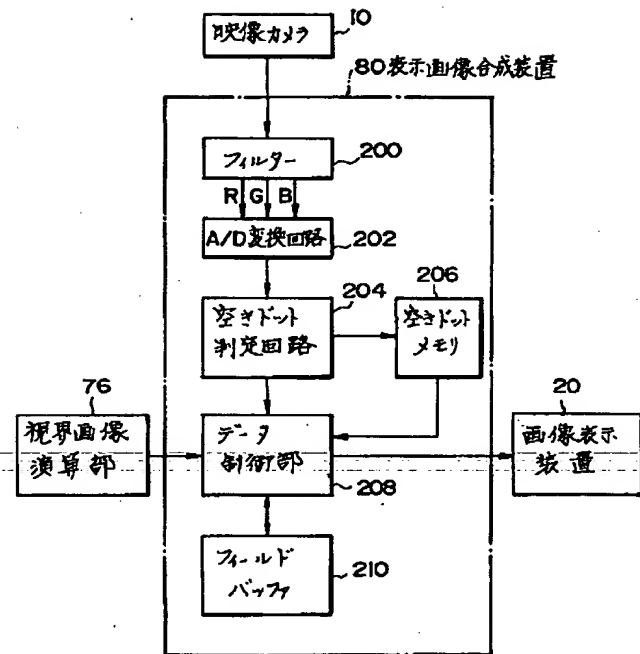 映像カメラ
10
80表示画像合成装置
フィルター
200
R G B
A/D変換回路
202
空きドット
判定回路
204
206
空きドット
メモリ
76
視界画像
演算部
データ
制御部
208
20
画像表示
装置
フィールド
バッファ
210